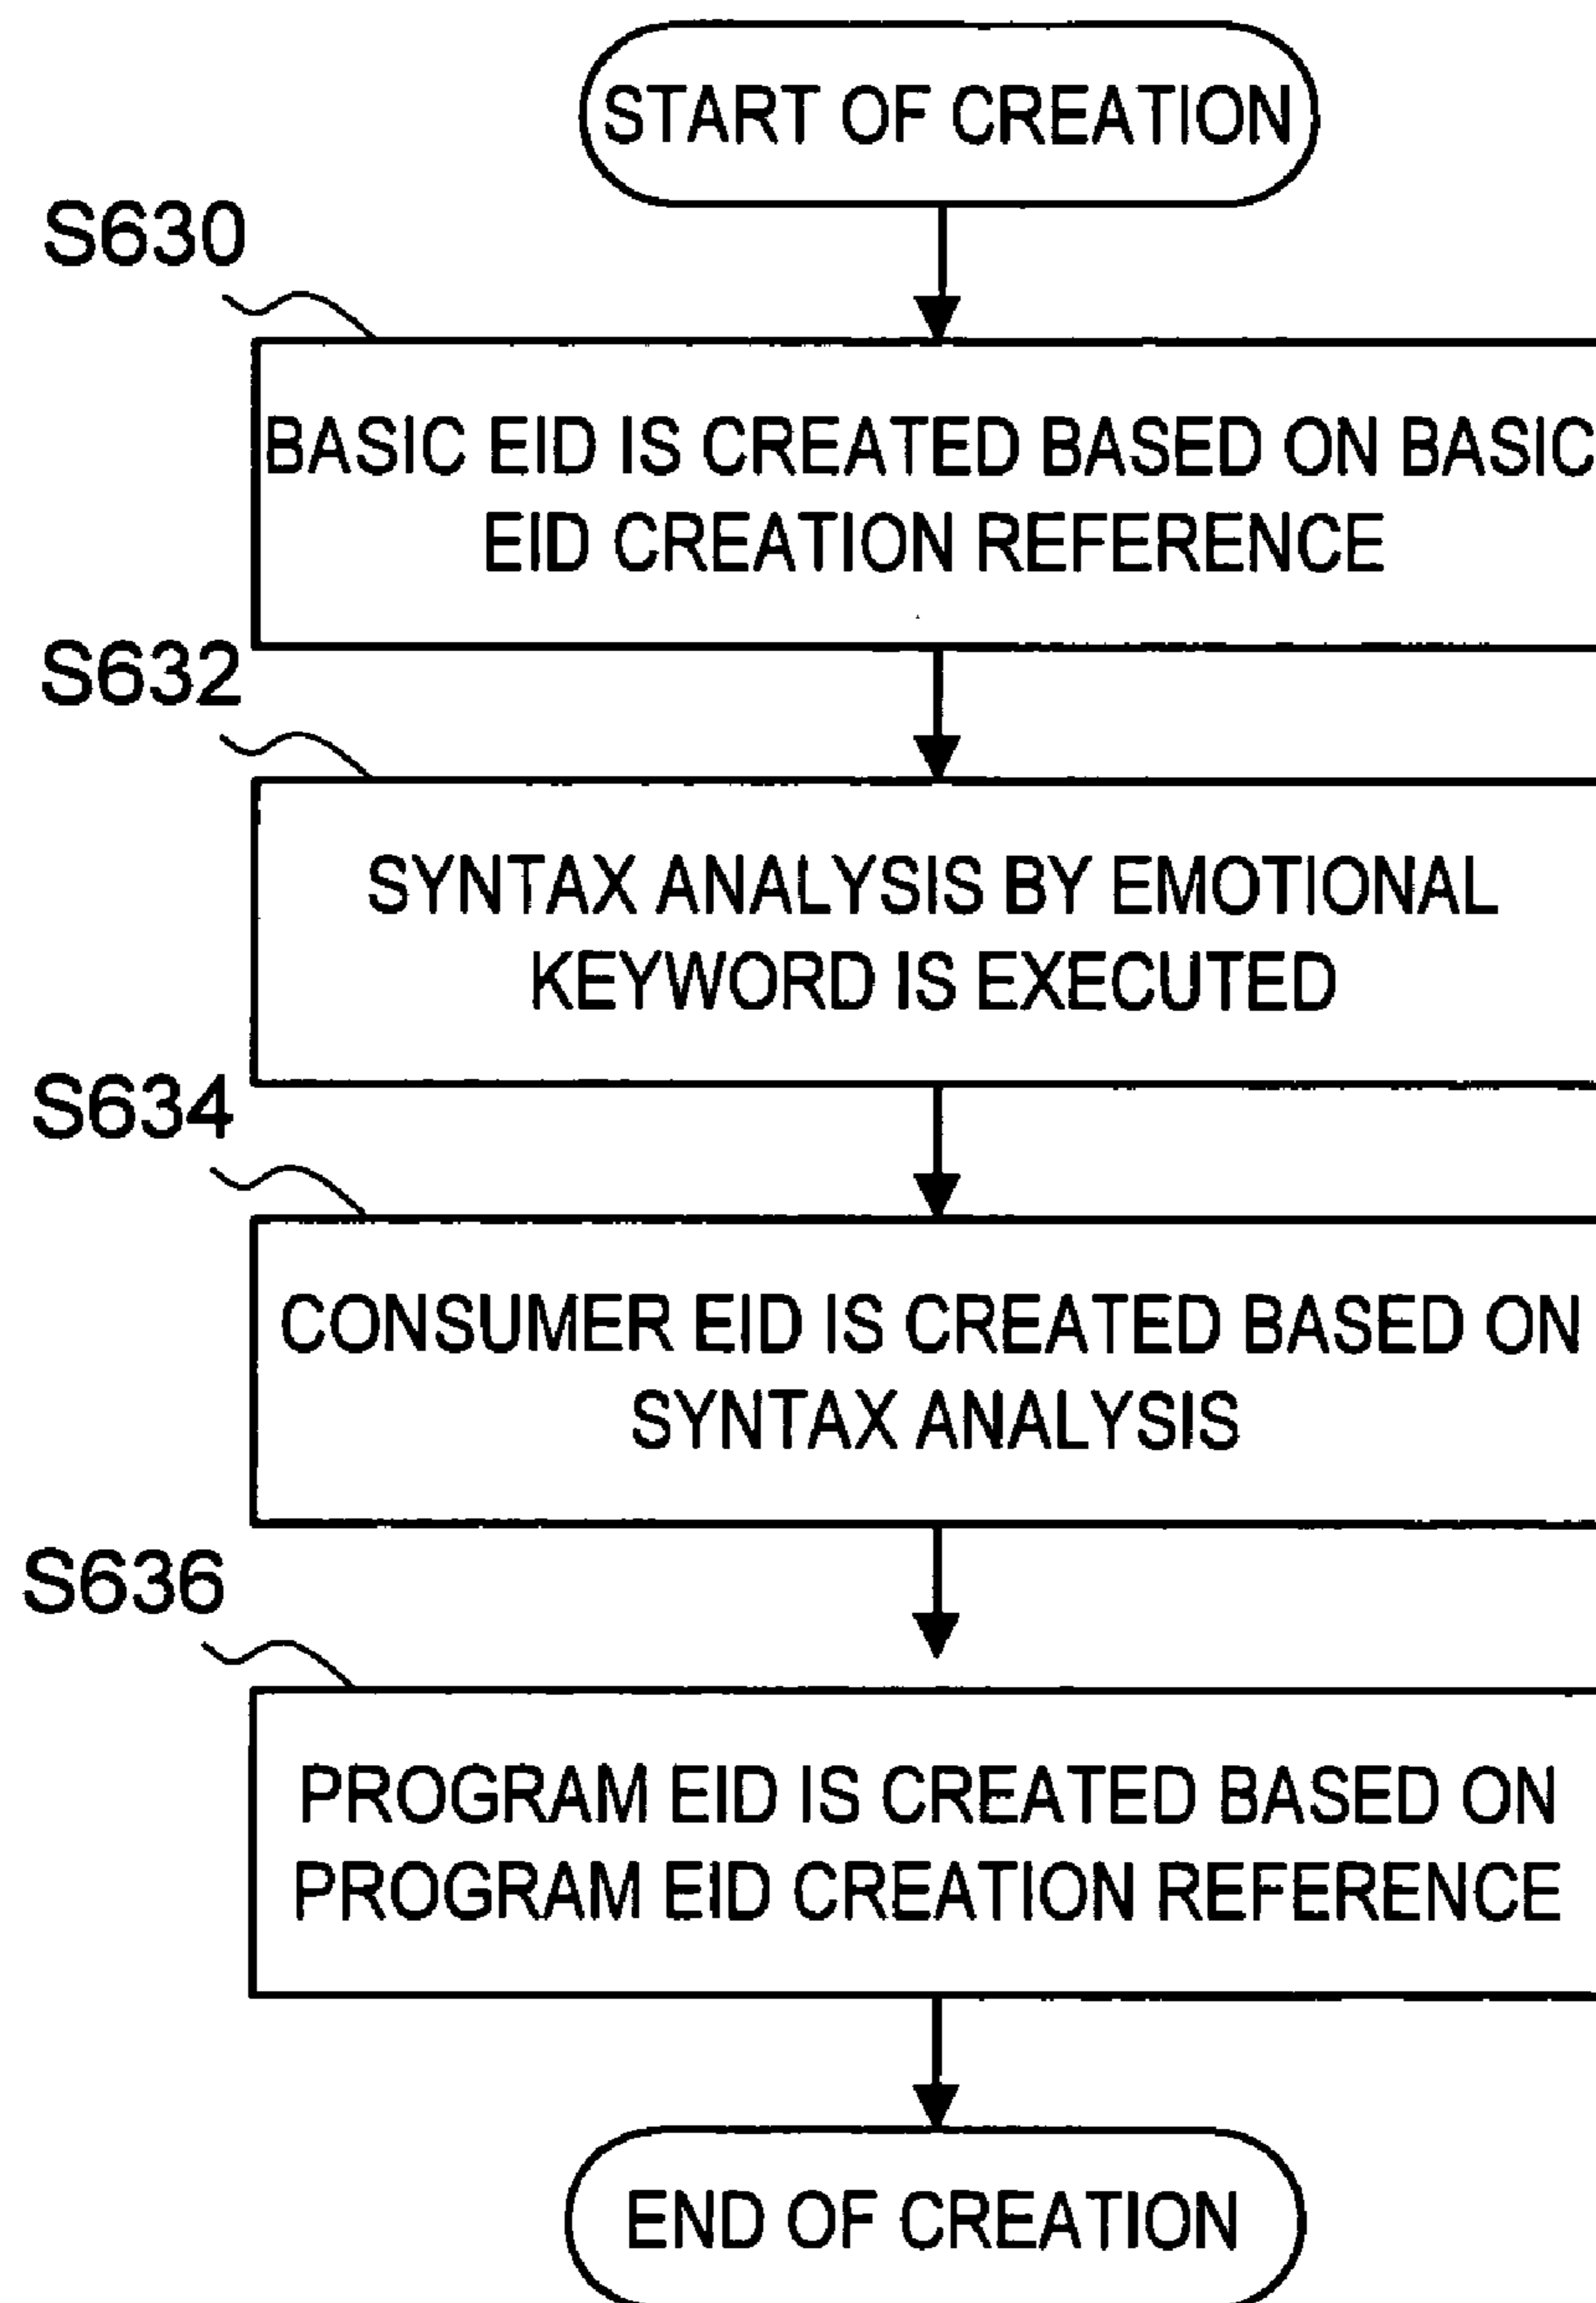 START OF CREATION
S630
BASIC EID IS CREATED BASED ON BASIC
EID CREATION REFERENCE
S632
SYNTAX ANALYSIS BY EMOTIONAL
KEYWORD IS EXECUTED
S634
CONSUMER EID IS CREATED BASED ON
SYNTAX ANALYSIS
S636
PROGRAM EID IS CREATED BASED ON
PROGRAM EID CREATION REFERENCE
END OF CREATION